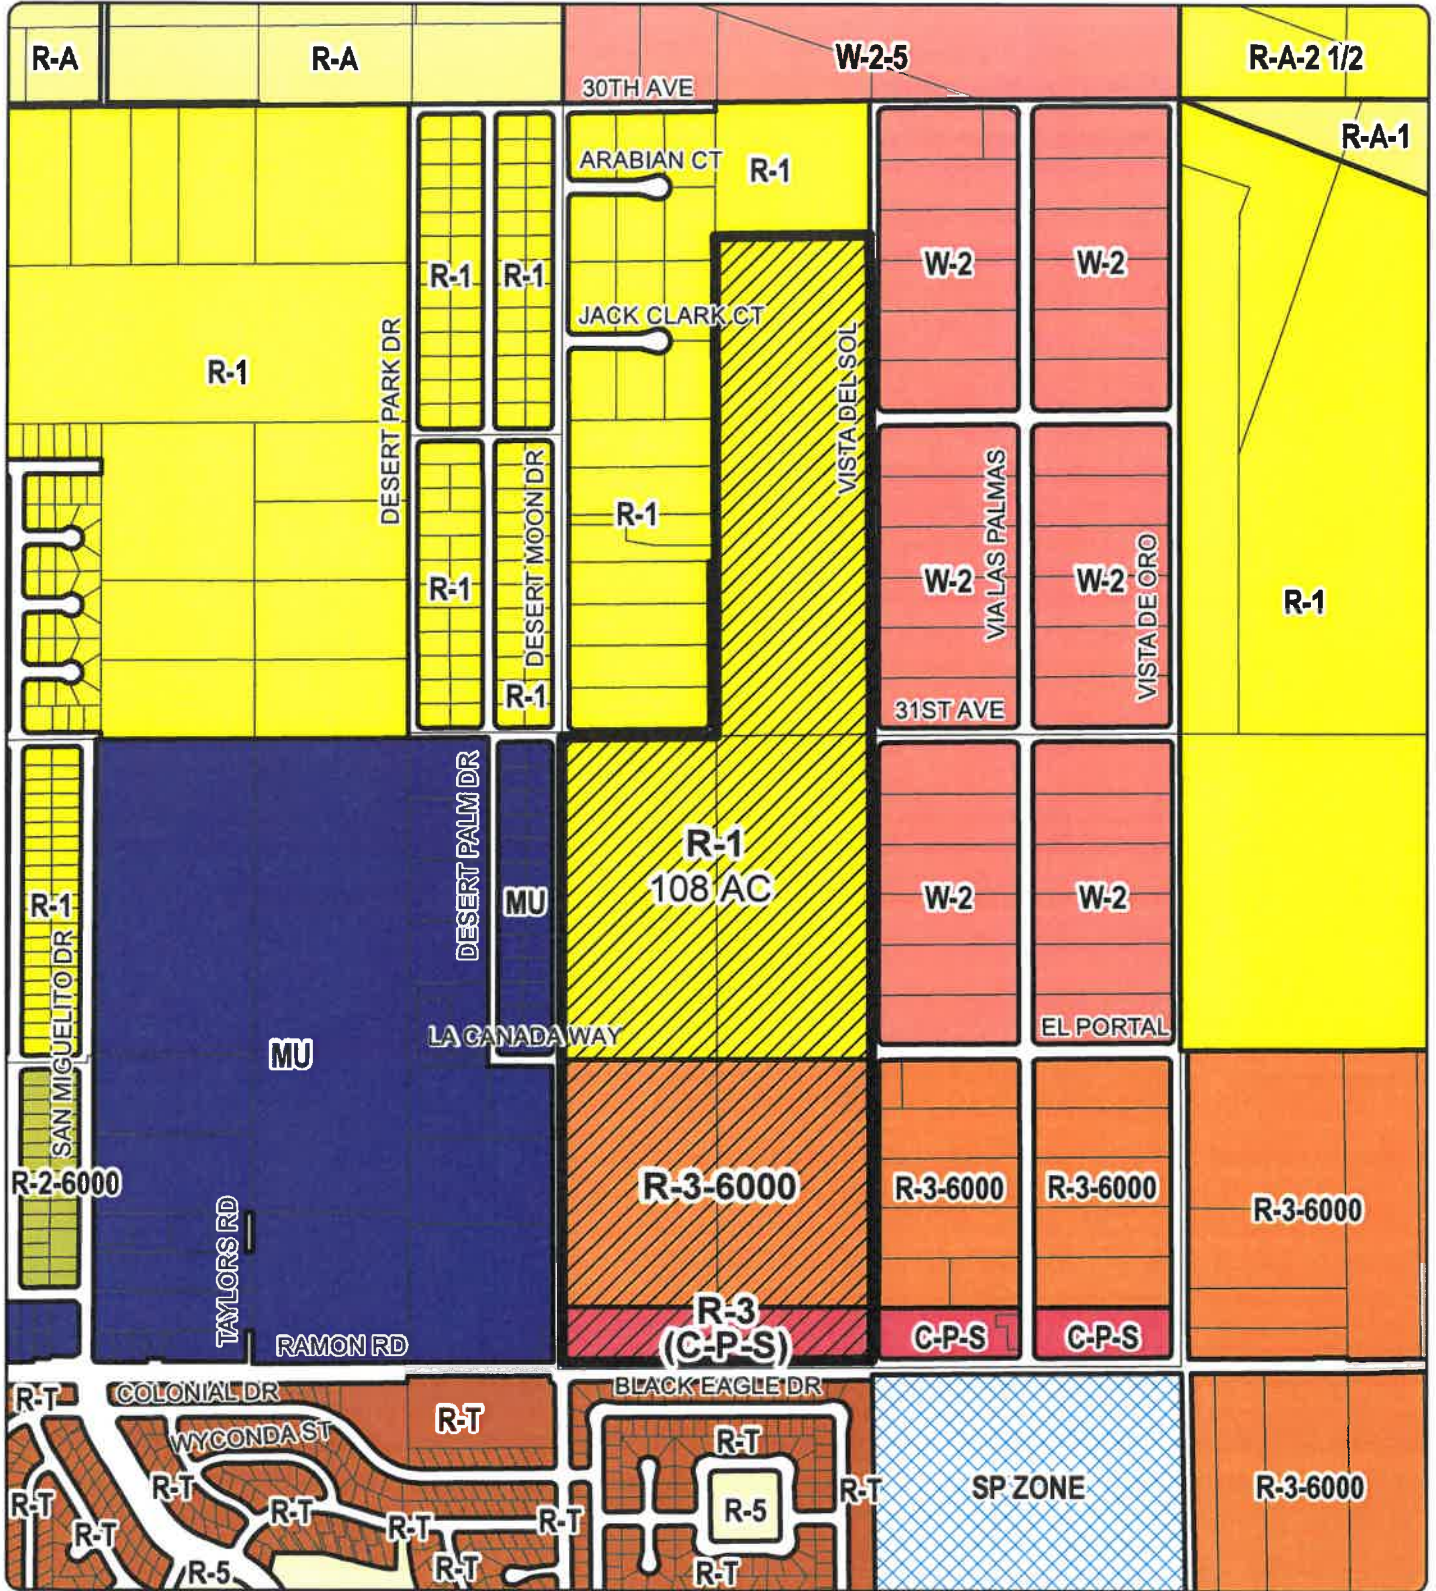 R-A
R-A
W-2-5
R-A-2 1/2
30TH AVE
R-A-1
ARABIAN CT
R-1
R-1
R-1
W-2
W-2
JACK CLARK CT
R-1
DESERT PARK DR
VISTA DEL SOL
R-1
DESERT MOON DR
VIA LAS PALMAS
R-1
W-2
W-2
VISTA DE ORO
R-1
R-1
31ST AVE
DESERT PALM DR
R-1
108 AC
R-1
MU
W-2
W-2
SAN MIGUELITO DR
LA CANADA WAY
EL PORTAL
MU
R-2-6000
R-3-6000
R-3-6000
R-3-6000
R-3-6000
TAYLORS RD
RAMON RD
R-3
(C-P-S)
C-P-S
C-P-S
R-T
COLONIAL DR
BLACK EAGLE DR
R-T
WYCONDA ST
R-T
R-T
R-T
SP ZONE
R-3-6000
R-T
R-T
R-5
R-T
R-T
R-T
R-T
R-5
R-T